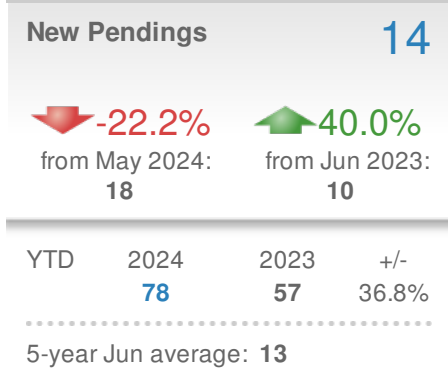 New Pendings 14
-22.2% 40.0%
from May 2024: from Jun 2023:
18 10
YTD 2024 2023 +/-
78 57 36.8%
5-year Jun average: 13